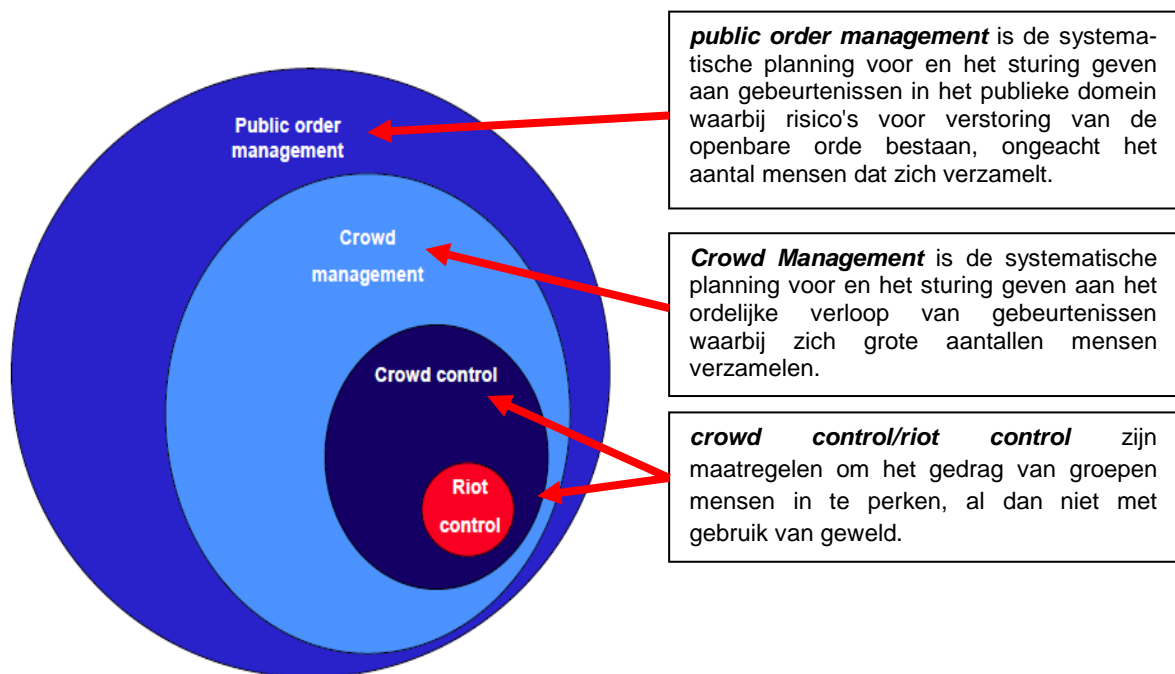 Public order
management
Crowd
management
Crowd control
Riot
control
public order management is de systema-
tische planning voor en het sturing geven
aan gebeurtenissen in het publieke domein
waarbij risico's voor verstoring van de
openbare orde bestaan, ongeacht het
aantal mensen dat zich verzamelt.
Crowd Management is de systematische
planning voor en het sturing geven aan het
ordelijke verloop van gebeurtenissen
waarbij zich grote aantallen mensen
verzamelen.
crowd control/riot control zijn
maatregelen om het gedrag van groepen
mensen in te perken, al dan niet met
gebruik van geweld.